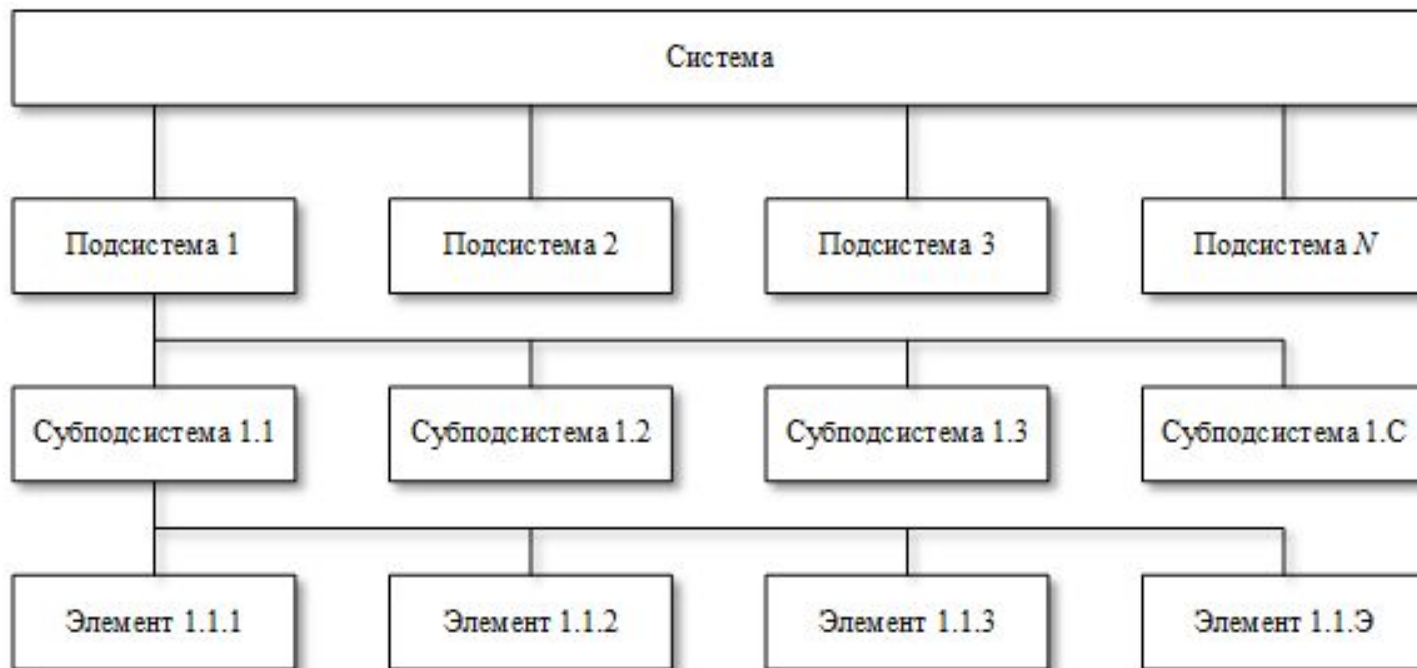 Система
Подсистема 1
Подсистема 2
Подсистема 3
Подсистема N
Субподсистема 1.1
Субподсистема 1.2
Субподсистема 1.3
Субподсистема 1.С
Элемент 1.1.1
Элемент 1.1.2
Элемент 1.1.3
Элемент 1.1.Э